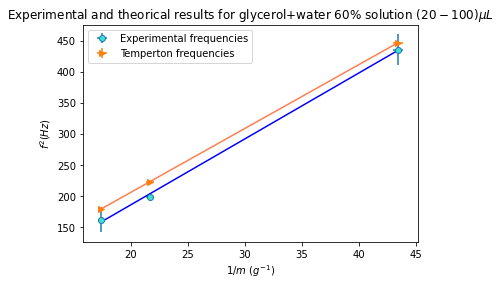 Experimental and theorical results for glycerol+water 60% solution (20 − 100)μL
Experimental frequencies
Temperton frequencies
450
400
350
300
250
200
150
f²(Hz)
20 25 30 35 40 45
1/m (g⁻¹)